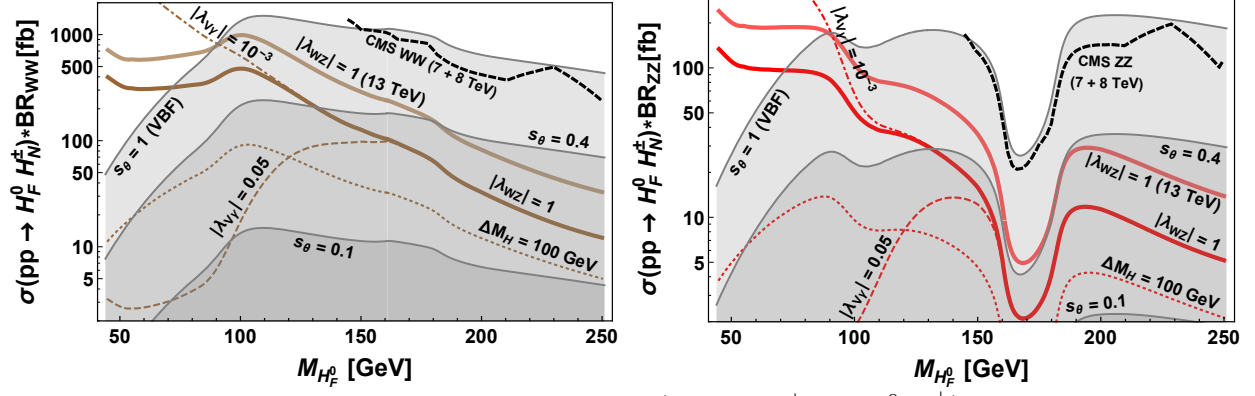 σ(pp → H_F^0 H_N^±)*BR_WW[fb]
1000
500
100
50
10
5
|λ_Vγ| = 10^-3
CMS WW (7 + 8 TeV)
|λ_WZ| = 1 (13 TeV)
s_θ = 1 (VBF)
s_θ = 0.4
|λ_Vγ| = 0.05
|λ_WZ| = 1
s_θ = 0.1
ΔM_H = 100 GeV
50 100 150 200 250
M_{H_F^0} [GeV]
σ(pp → H_F^0 H_N^±)*BR_ZZ[fb]
100
50
10
5
|λ_Vγ| = 10^-3
CMS ZZ
(7 + 8 TeV)
s_θ = 1 (VBF)
s_θ = 0.4
|λ_WZ| = 1 (13 TeV)
|λ_WZ| = 1
|λ_Vγ| = 0.05
ΔM_H = 100 GeV
s_θ = 0.1
50 100 150 200 250
M_{H_F^0} [GeV]